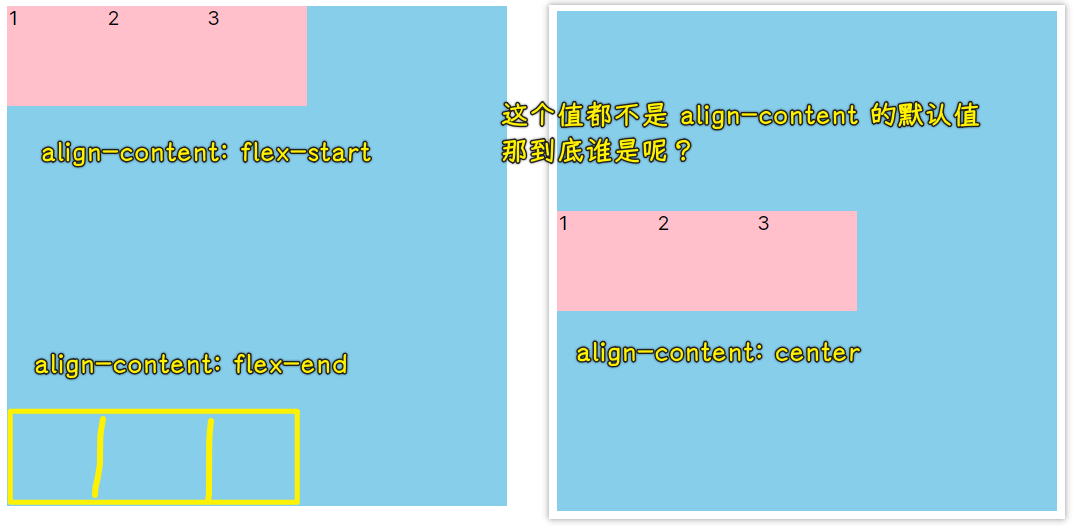 1 2 3
align-content: flex-start
align-content: flex-end
这个值都不是 align-content 的默认值
那到底谁是呢？
1 2 3
align-content: center